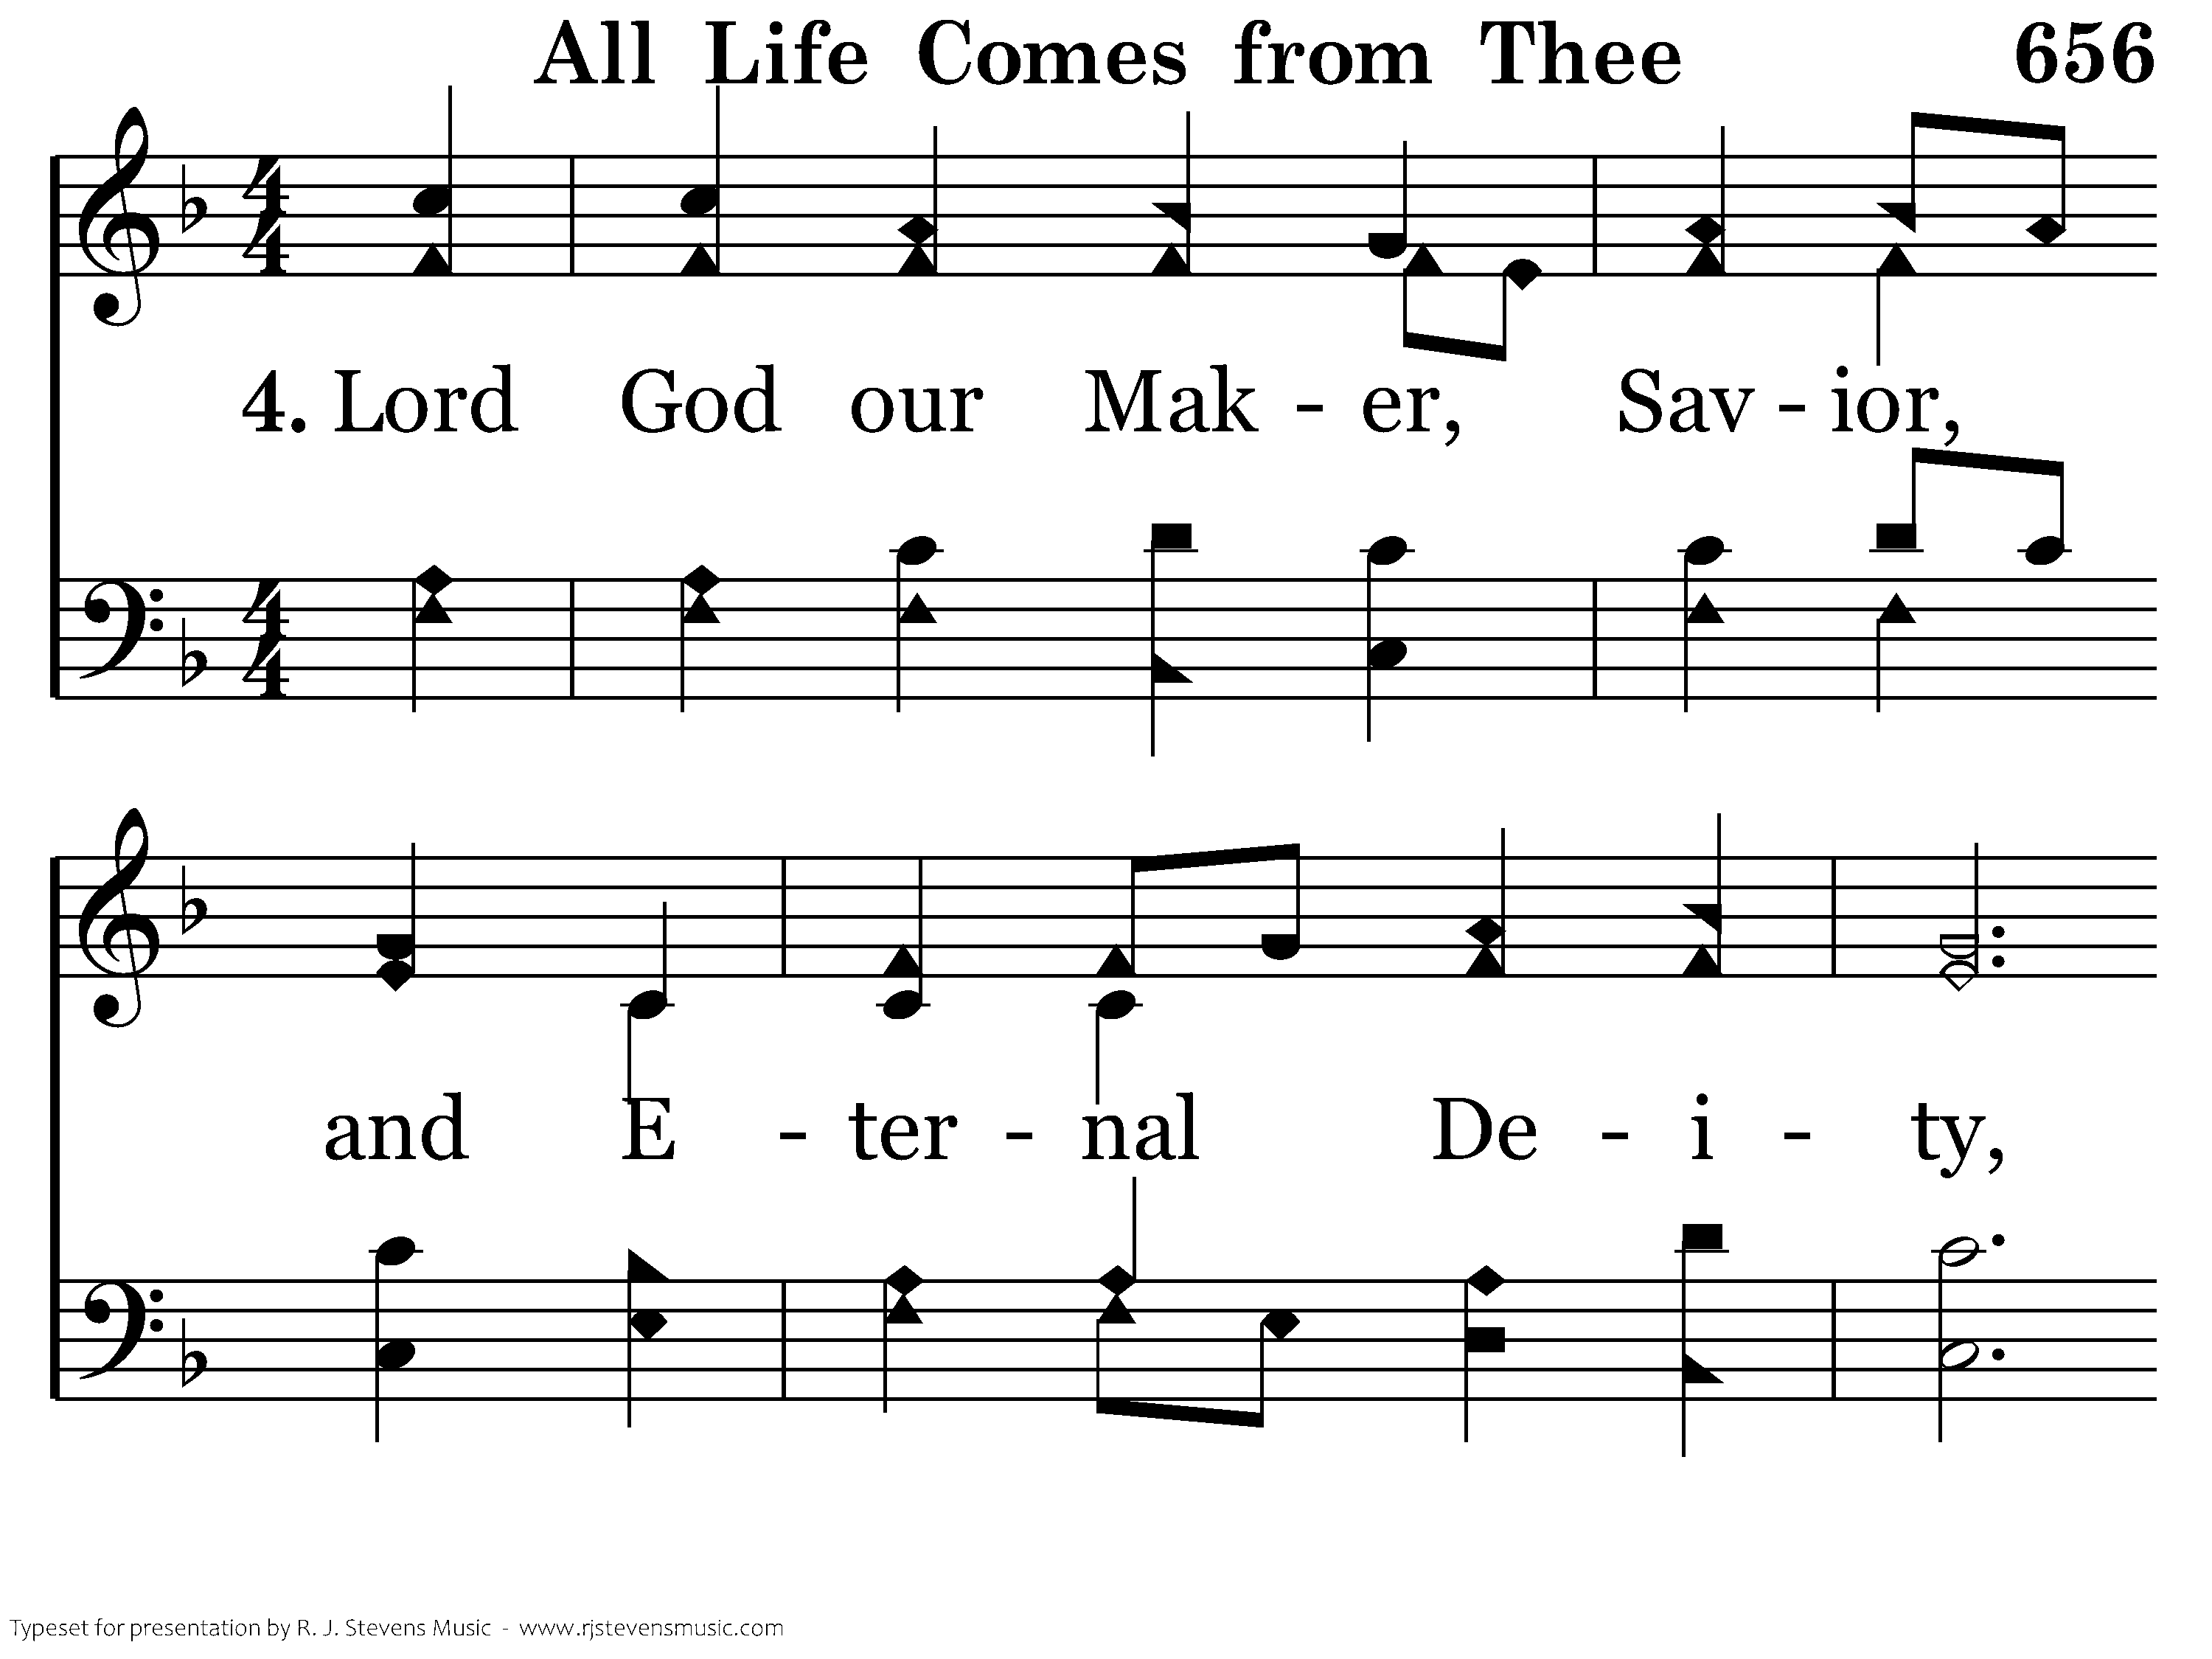 All Life Comes from Thee 656
4. Lord God our Mak - er, Sav - ior,
and E - ter - nal De - i - ty,
Typeset for presentation by R. J. Stevens Music - www.rjstevensmusic.com